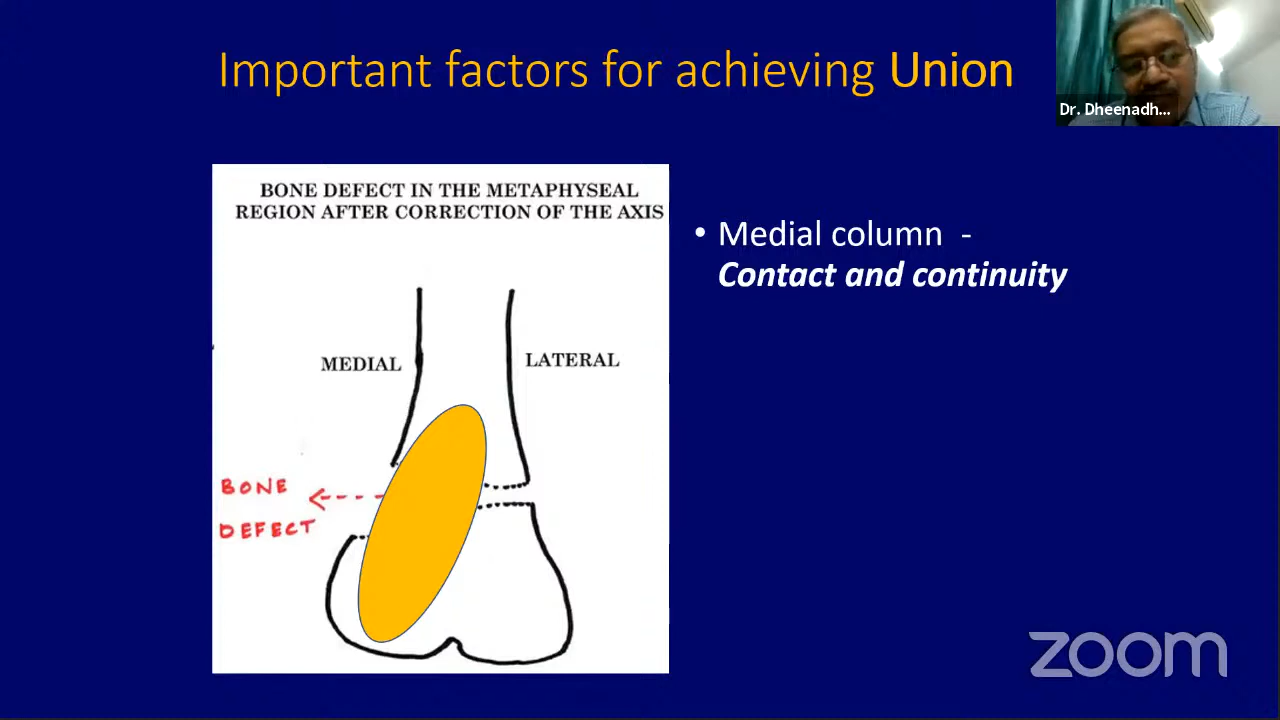 Important factors for achieving Union
Dr. Dheenadh...
BONE DEFECT IN THE METAPHYSEAL
REGION AFTER CORRECTION OF THE AXIS
• Medial column -
Contact and continuity
MEDIAL
LATERAL
BONE
DEFECT
zoom